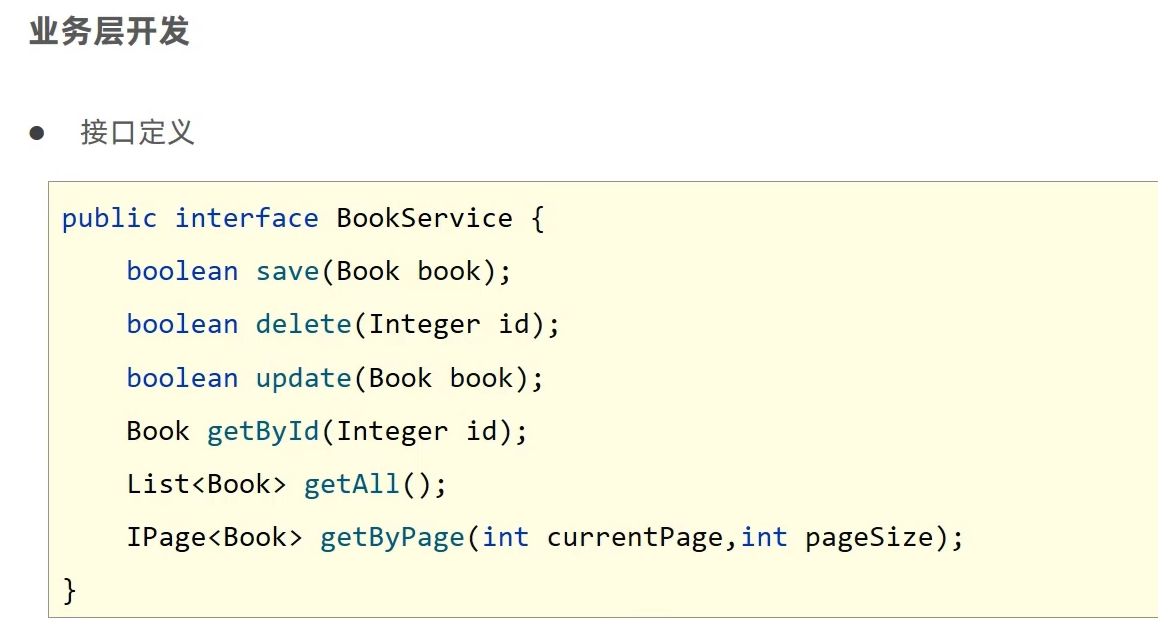 业务层开发
● 接口定义
public interface BookService {
    boolean save(Book book);
    boolean delete(Integer id);
    boolean update(Book book);
    Book getById(Integer id);
    List<Book> getAll();
    IPage<Book> getByPage(int currentPage,int pageSize);
}